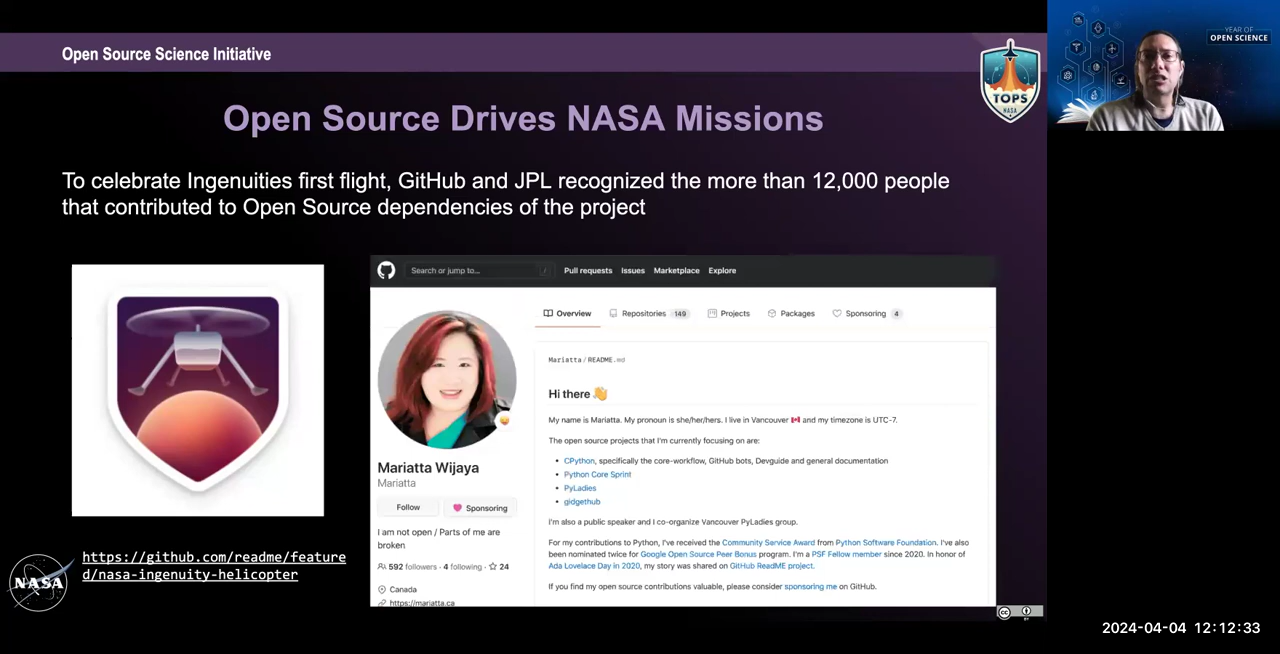 Open Source Science Initiative
TOPS
NASA
YEAR OF
OPEN SCIENCE
Open Source Drives NASA Missions
To celebrate Ingenuities first flight, GitHub and JPL recognized the more than 12,000 people
that contributed to Open Source dependencies of the project
Search or jump to... /
Pull requests Issues Marketplace Explore
Overview Repositories 149 Projects Packages Sponsoring 4
Mariatta / README.md
Hi there 👋
My name is Mariatta. My pronoun is she/her/hers. I live in Vancouver 🇨🇦 and my timezone is UTC-7.
The open source projects that I'm currently focusing on are:
• CPython, specifically the core-workflow, GitHub bots, Devguide and general documentation
• Python Core Sprint
• PyLadies
• gidgethub
I'm also a public speaker and I co-organize Vancouver PyLadies group.
For my contributions to Python, I've received the Community Service Award from Python Software Foundation. I've also
been nominated twice for Google Open Source Peer Bonus program. I'm a PSF Fellow member since 2020. In honor of
Ada Lovelace Day in 2020, my story was shared on GitHub ReadME project.
If you find my open source contributions valuable, please consider sponsoring me on GitHub.
Mariatta Wijaya
Mariatta
Follow Sponsoring
I am not open / Parts of me are
broken
592 followers · 4 following · 24
Canada
https://mariatta.ca
https://github.com/readme/feature
d/nasa-ingenuity-helicopter
NASA
cc
BY
2024-04-04 12:12:33